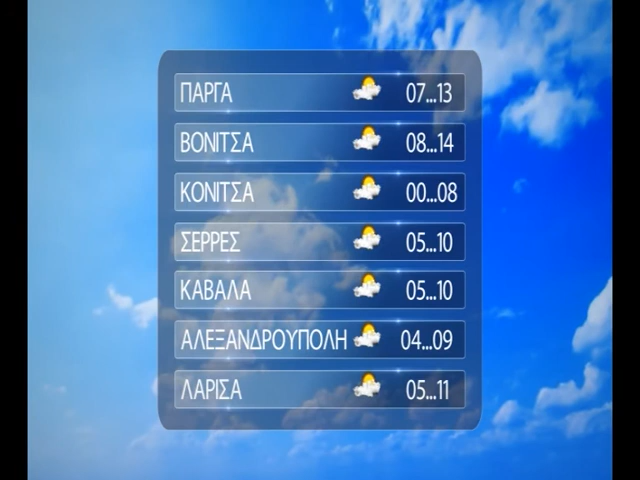 ΠΑΡΓΑ 07...13
ΒΟΝΙΤΣΑ 08...14
ΚΟΝΙΤΣΑ 00...08
ΣΕΡΡΕΣ 05...10
ΚΑΒΑΛΑ 05...10
ΑΛΕΞΑΝΔΡΟΥΠΟΛΗ 04...09
ΛΑΡΙΣΑ 05...11